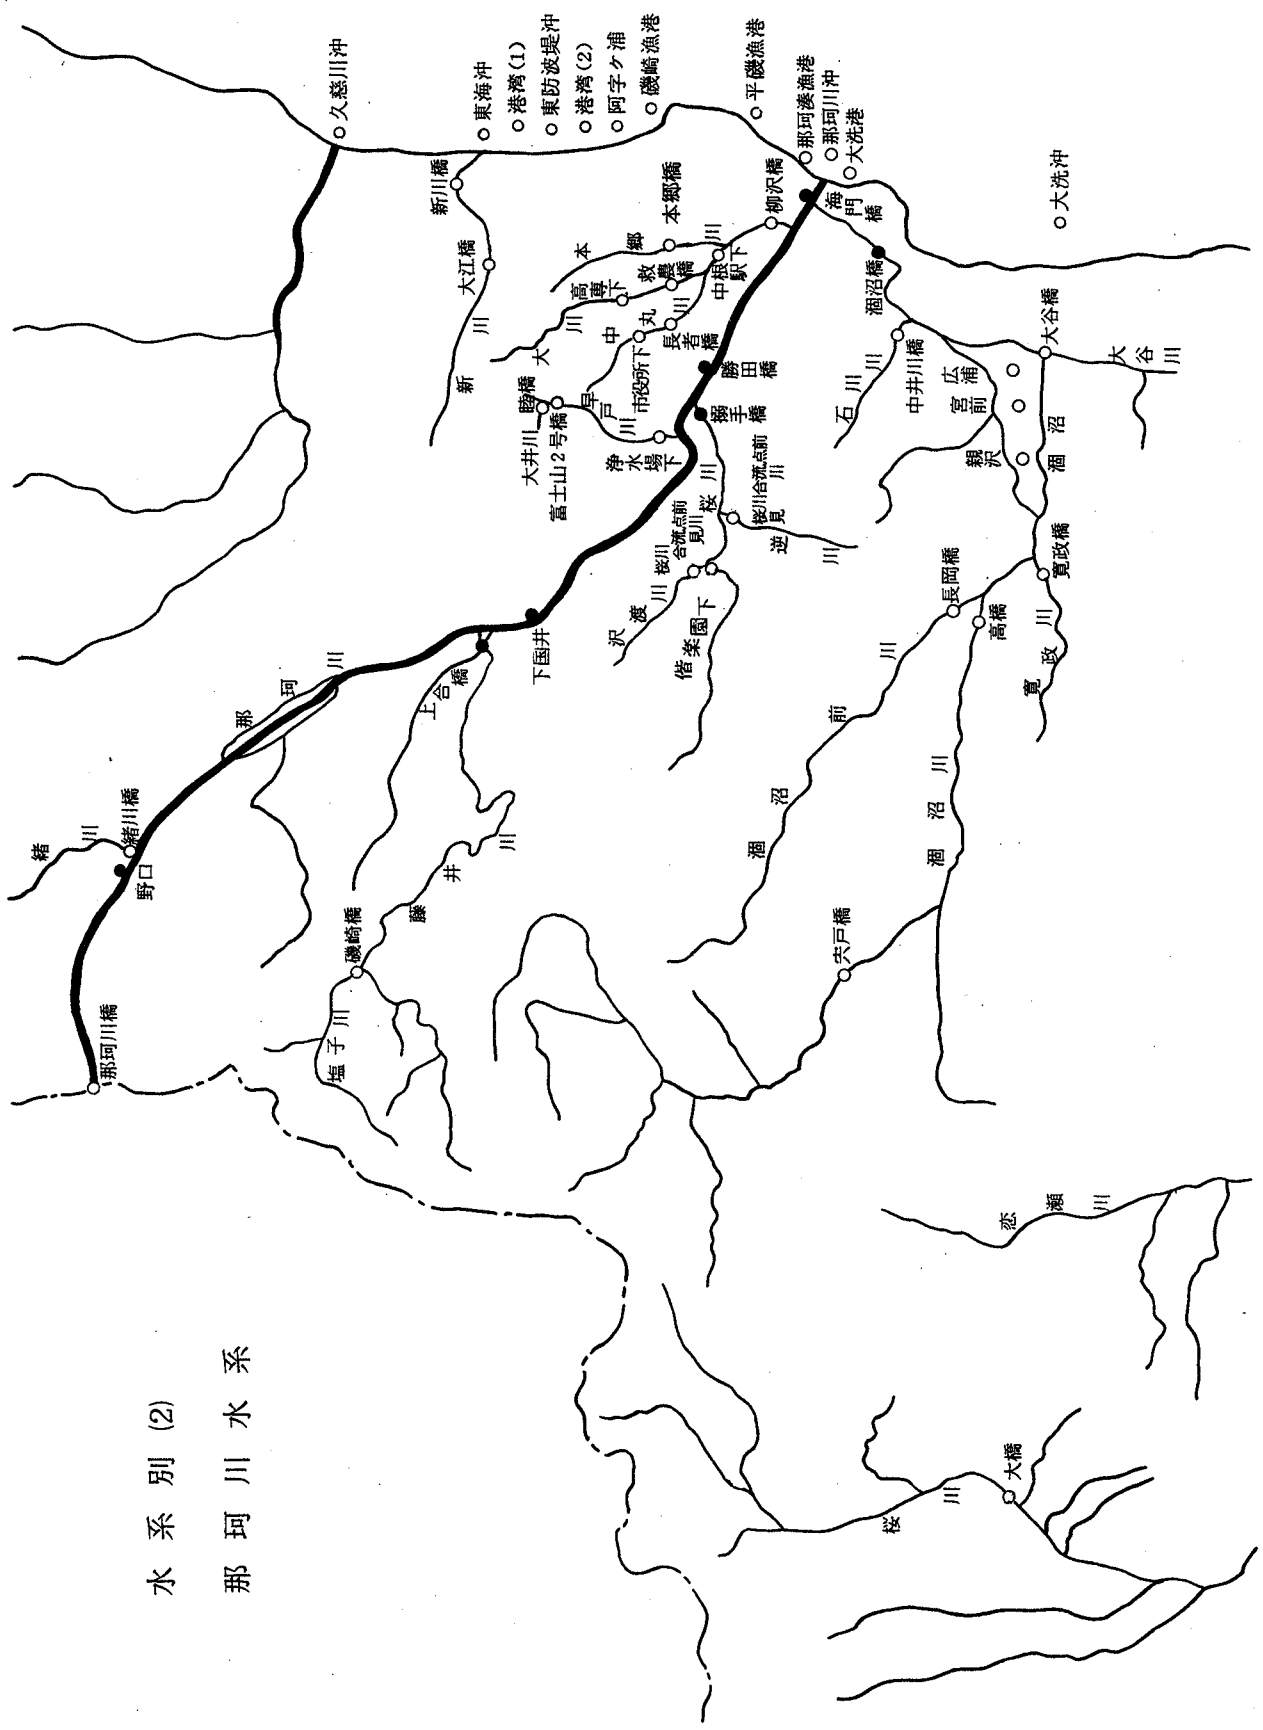 水系別 (2)
那珂川水系
久慈川沖
東海沖
港湾(1)
東防波堤沖
港湾(2)
阿字ケ浦
磯崎漁港
平磯漁港
那珂湊漁港
那珂川沖
大洗港
大洗沖
新川橋
大江橋
新川
本郷橋
本郷川
柳沢橋
海門橋
高専下
救農橋
中根駅下
大川
中丸川
長者橋
市役所下
勝田橋
搦手橋
早戸川
睦橋
大井川
富士山2号橋
浄水場下
涸沼橋
石川川
中井川橋
広浦
宮前
親沢
大谷橋
大谷川
涸沼
桜川
桜川合流点前
逆見川
桜川合流点前
見川
沢渡川
偕楽園下
長岡橋
高橋
寛政橋
寛政川
涸沼前川
涸沼川
宍戸橋
下国井
上合橋
那珂川
緒川
緒川橋
野口
那珂川橋
藤井川
磯崎橋
塩子川
恋瀬川
大橋
桜川